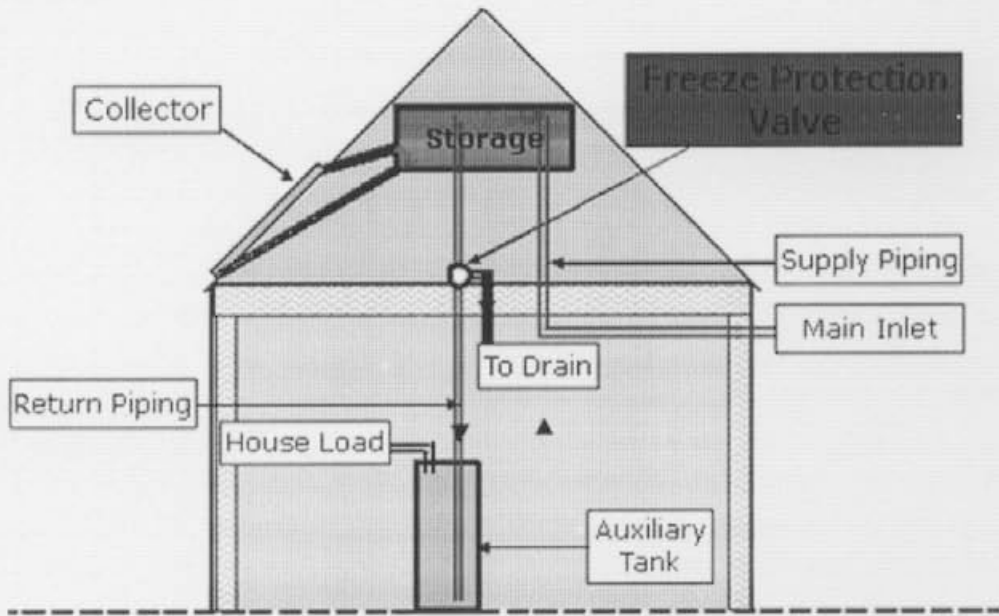 Freeze Protection
Valve
Collector
Storage
Supply Piping
Main Inlet
To Drain
Return Piping
House Load
Auxiliary
Tank